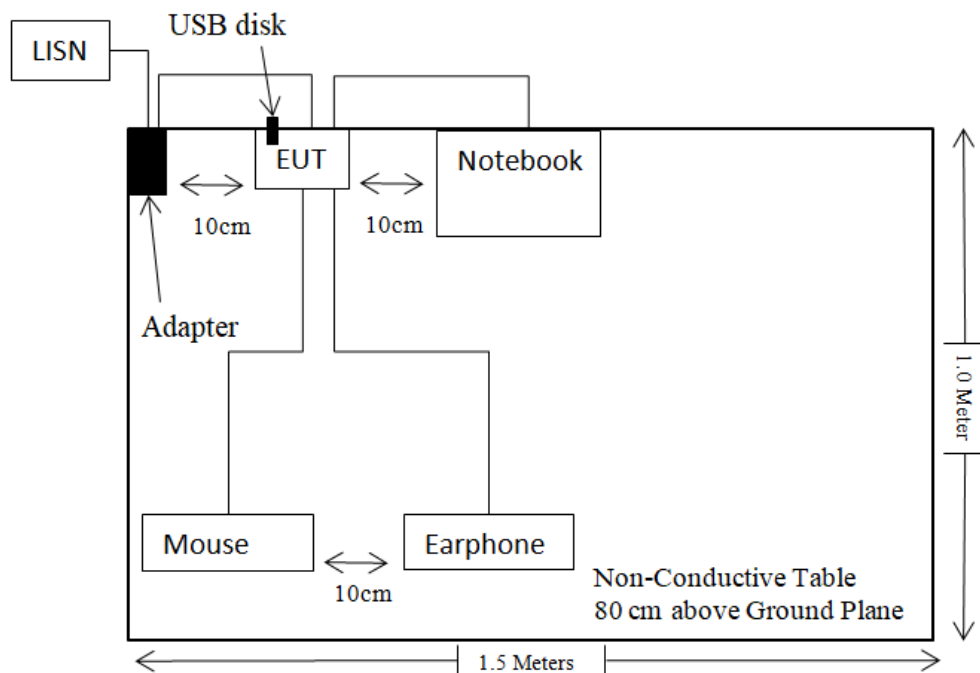 USB disk
LISN
EUT
Notebook
10cm
10cm
Adapter
1.0 Meter
Mouse
Earphone
10cm
Non-Conductive Table
80 cm above Ground Plane
1.5 Meters